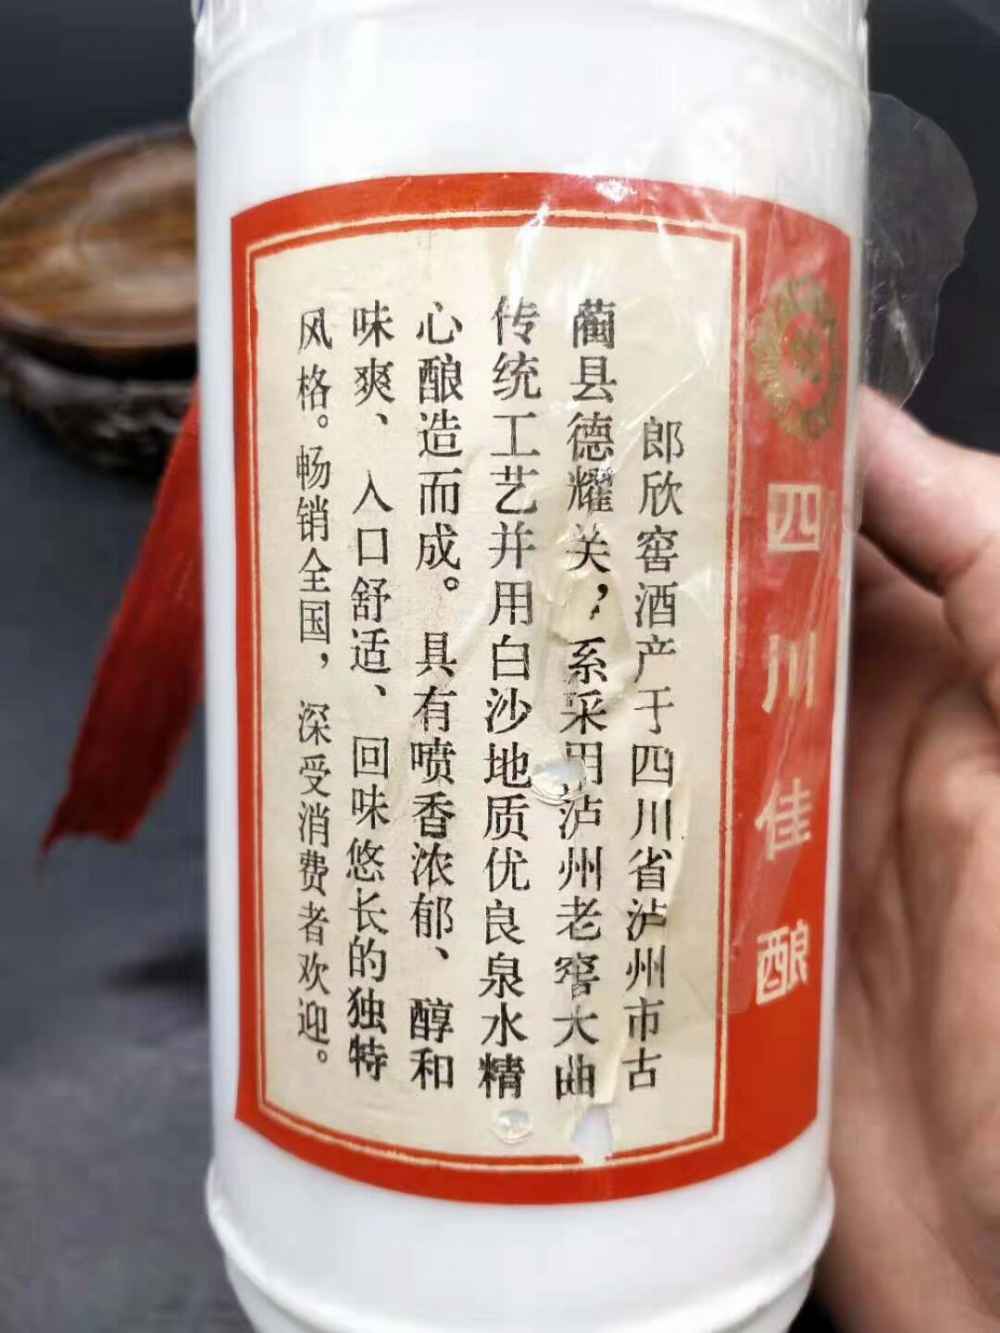 四川佳酿
郎欣窖酒产于四川省泸州市古
蔺县德耀关，系采用泸州老窖大曲
传统工艺并用白沙地质优良泉水精
心酿造而成。具有喷香浓郁、醇和
味爽、入口舒适、回味悠长的独特
风格。畅销全国，深受消费者欢迎。